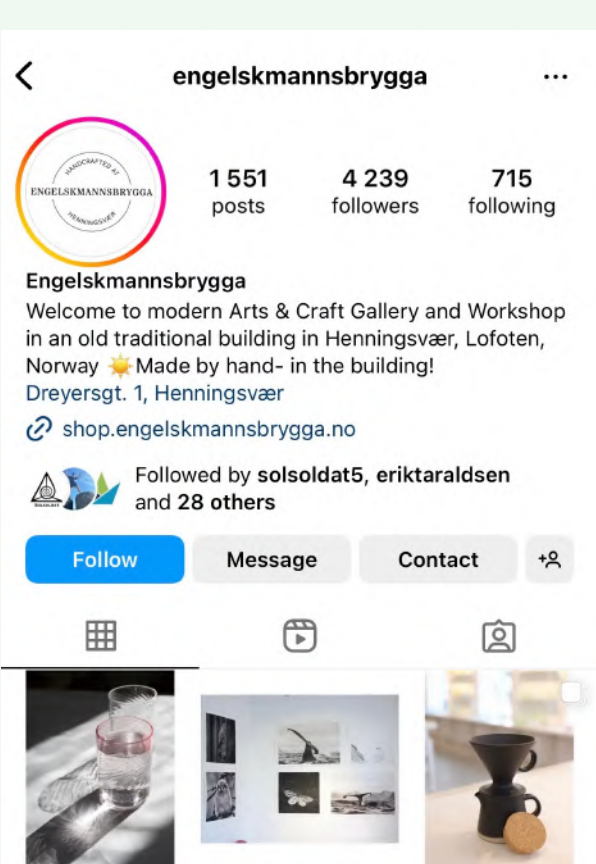 engelskmannsbrygga
HANDCRAFTED AT
ENGELSKMANNSBRYGGA
HENNINGSVÆR
1 551
posts
4 239
followers
715
following
Engelskmannsbrygga
Welcome to modern Arts & Craft Gallery and Workshop
in an old traditional building in Henningsvær, Lofoten,
Norway ☀️Made by hand- in the building!
Dreyersgt. 1, Henningsvær
shop.engelskmannsbrygga.no
SOLSOLDAT
Followed by solsoldat5, eriktaraldsen
and 28 others
Follow
Message
Contact